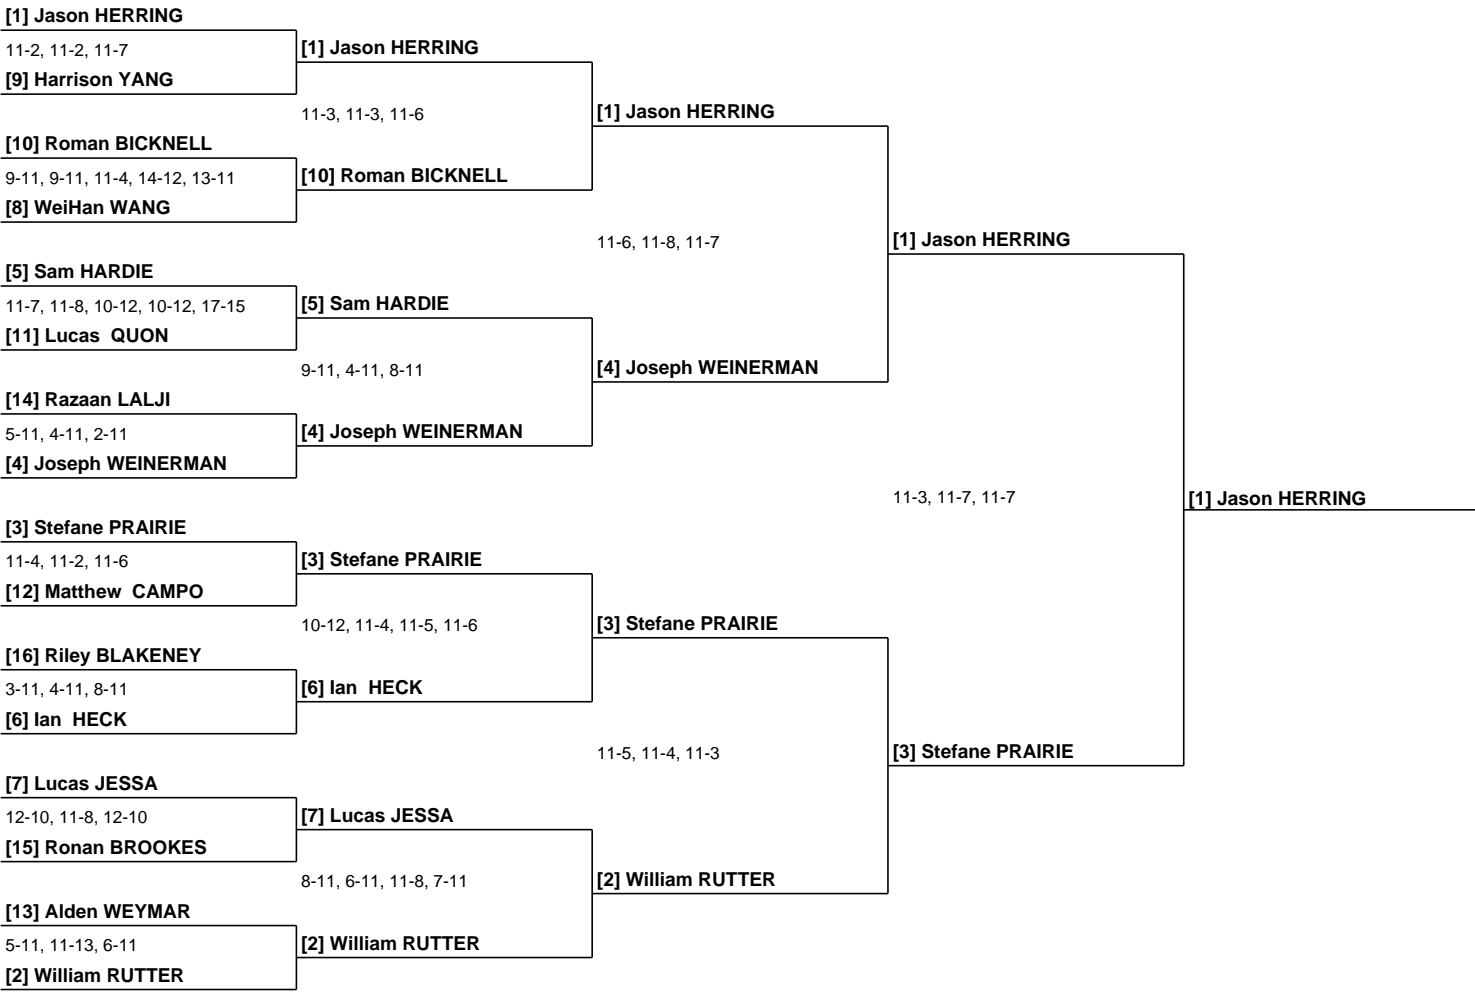 [1] Jason HERRING
11-2, 11-2, 11-7
[9] Harrison YANG
[10] Roman BICKNELL
9-11, 9-11, 11-4, 14-12, 13-11
[8] WeiHan WANG
[5] Sam HARDIE
11-7, 11-8, 10-12, 10-12, 17-15
[11] Lucas  QUON
[14] Razaan LALJI
5-11, 4-11, 2-11
[4] Joseph WEINERMAN
[3] Stefane PRAIRIE
11-4, 11-2, 11-6
[12] Matthew  CAMPO
[16] Riley BLAKENEY
3-11, 4-11, 8-11
[6] Ian  HECK
[7] Lucas JESSA
12-10, 11-8, 12-10
[15] Ronan BROOKES
[13] Alden WEYMAR
5-11, 11-13, 6-11
[2] William RUTTER
[1] Jason HERRING
11-3, 11-3, 11-6
[10] Roman BICKNELL
[5] Sam HARDIE
9-11, 4-11, 8-11
[4] Joseph WEINERMAN
[3] Stefane PRAIRIE
10-12, 11-4, 11-5, 11-6
[6] Ian  HECK
[7] Lucas JESSA
8-11, 6-11, 11-8, 7-11
[2] William RUTTER
[1] Jason HERRING
11-6, 11-8, 11-7
[4] Joseph WEINERMAN
[3] Stefane PRAIRIE
11-5, 11-4, 11-3
[2] William RUTTER
[1] Jason HERRING
11-3, 11-7, 11-7
[3] Stefane PRAIRIE
[1] Jason HERRING